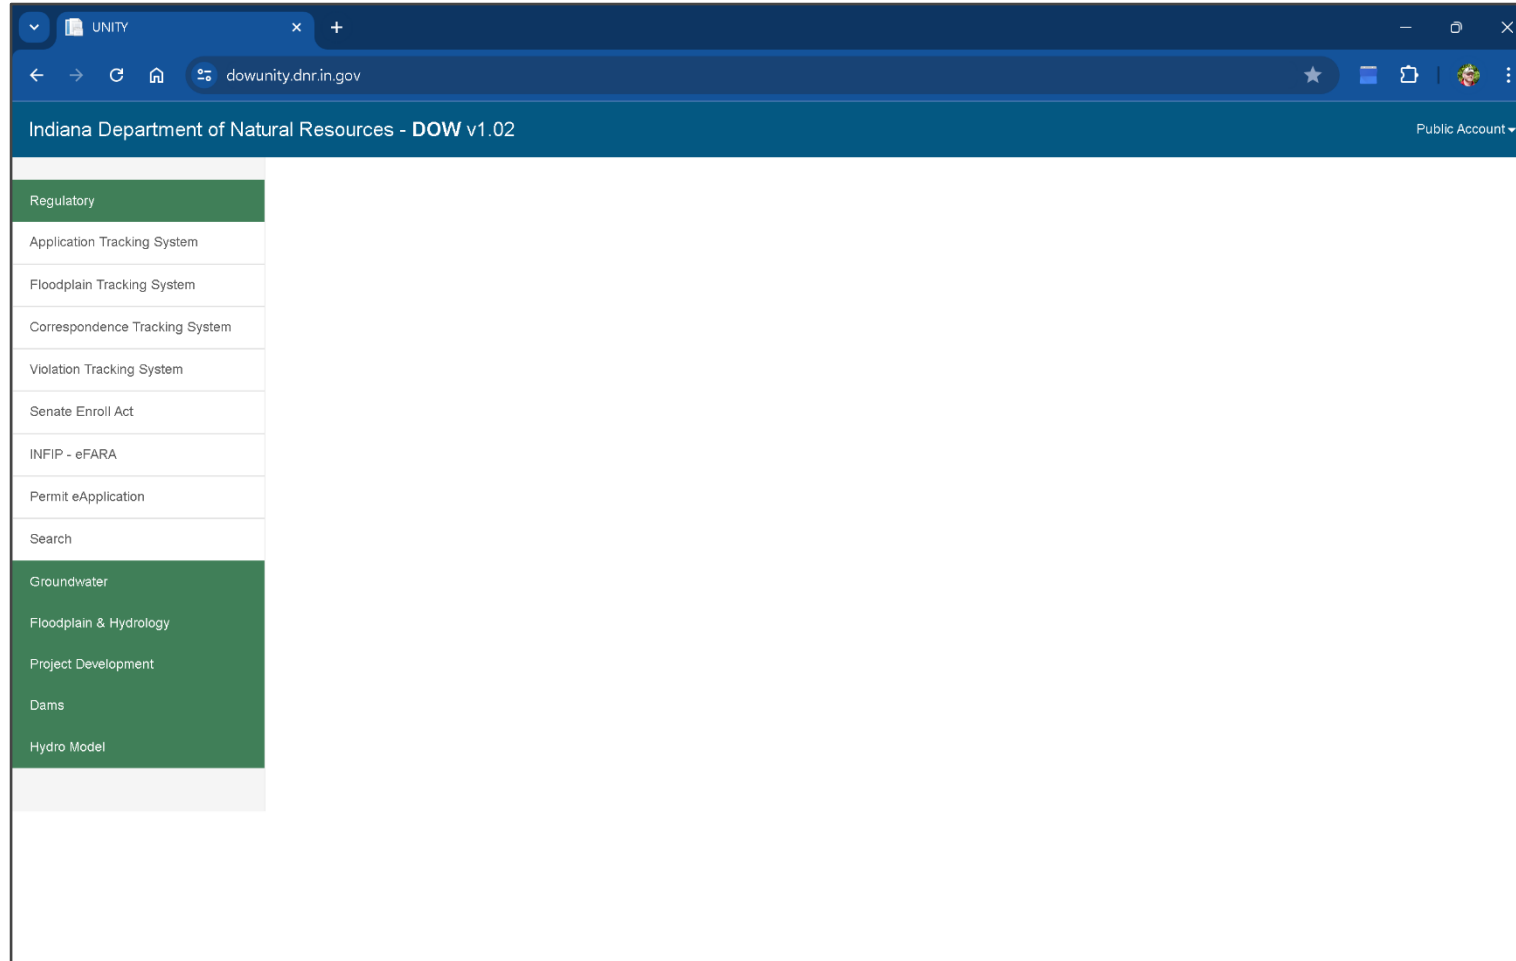 UNITY
dowunity.dnr.in.gov
Indiana Department of Natural Resources - DOW v1.02
Public Account
Regulatory
Application Tracking System
Floodplain Tracking System
Correspondence Tracking System
Violation Tracking System
Senate Enroll Act
INFIP - eFARA
Permit eApplication
Search
Groundwater
Floodplain & Hydrology
Project Development
Dams
Hydro Model